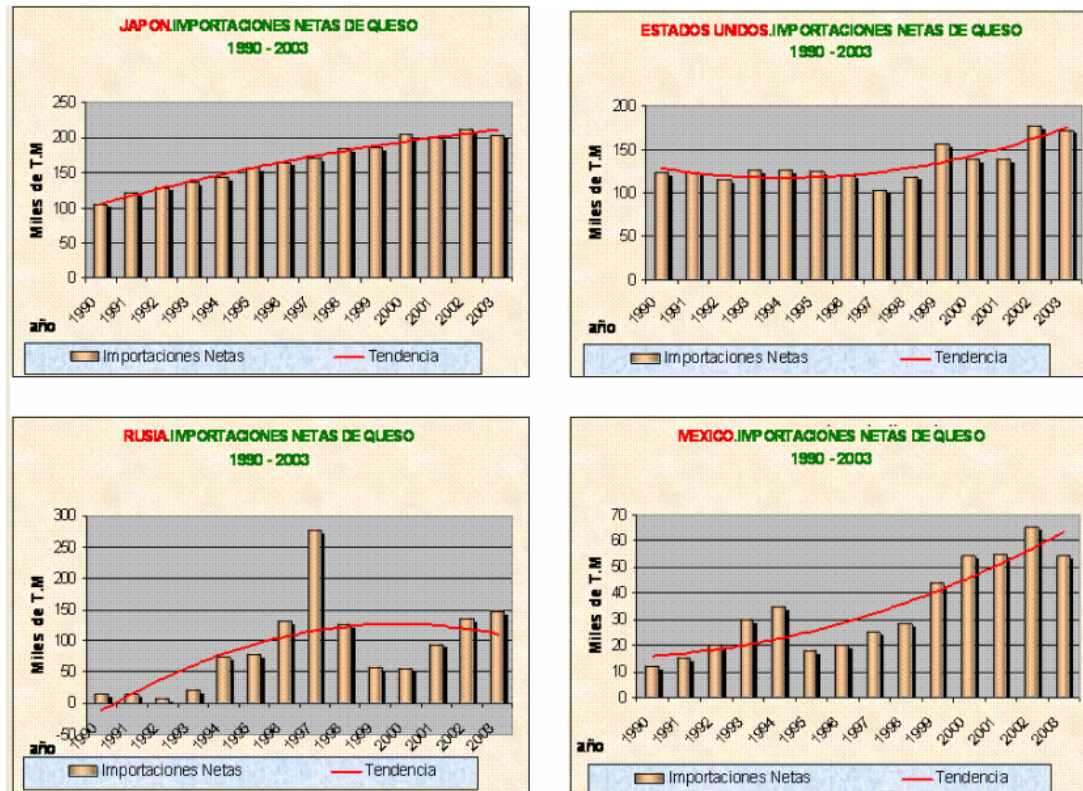 JAPON.IMPORTACIONES NETAS DE QUESO
1990 - 2003
Miles de T.M
250
200
150
100
50
0
1990 1991 1992 1993 1994 1995 1996 1997 1998 1999 2000 2001 2002 2003
año
Importaciones Netas Tendencia
ESTADOS UNIDOS.IMPORTACIONES NETAS DE QUESO
1990 - 2003
Miles de T.M
200
150
100
50
0
1990 1991 1992 1993 1994 1995 1996 1997 1998 1999 2000 2001 2002 2003
año
Importaciones Netas Tendencia
RUSIA.IMPORTACIONES NETAS DE QUESO
1990 - 2003
Miles de T.M
300
250
200
150
100
50
0
-50
1990 1991 1992 1993 1994 1995 1996 1997 1998 1999 2000 2001 2002 2003
año
Importaciones Netas Tendencia
MEXICO.IMPORTACIONES NETAS DE QUESO
1990 - 2003
Miles de T.M
70
60
50
40
30
20
10
0
1990 1991 1992 1993 1994 1995 1996 1997 1998 1999 2000 2001 2002 2003
año
Importaciones Netas Tendencia